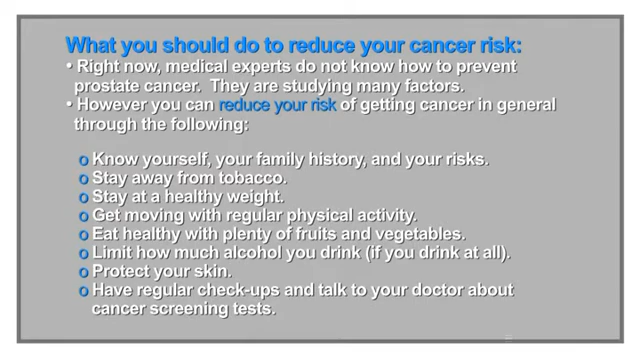 What you should do to reduce your cancer risk:
• Right now, medical experts do not know how to prevent
prostate cancer. They are studying many factors.
• However you can reduce your risk of getting cancer in general
through the following:
o Know yourself, your family history, and your risks.
o Stay away from tobacco.
o Stay at a healthy weight.
o Get moving with regular physical activity.
o Eat healthy with plenty of fruits and vegetables.
o Limit how much alcohol you drink (if you drink at all).
o Protect your skin.
o Have regular check-ups and talk to your doctor about
cancer screening tests.